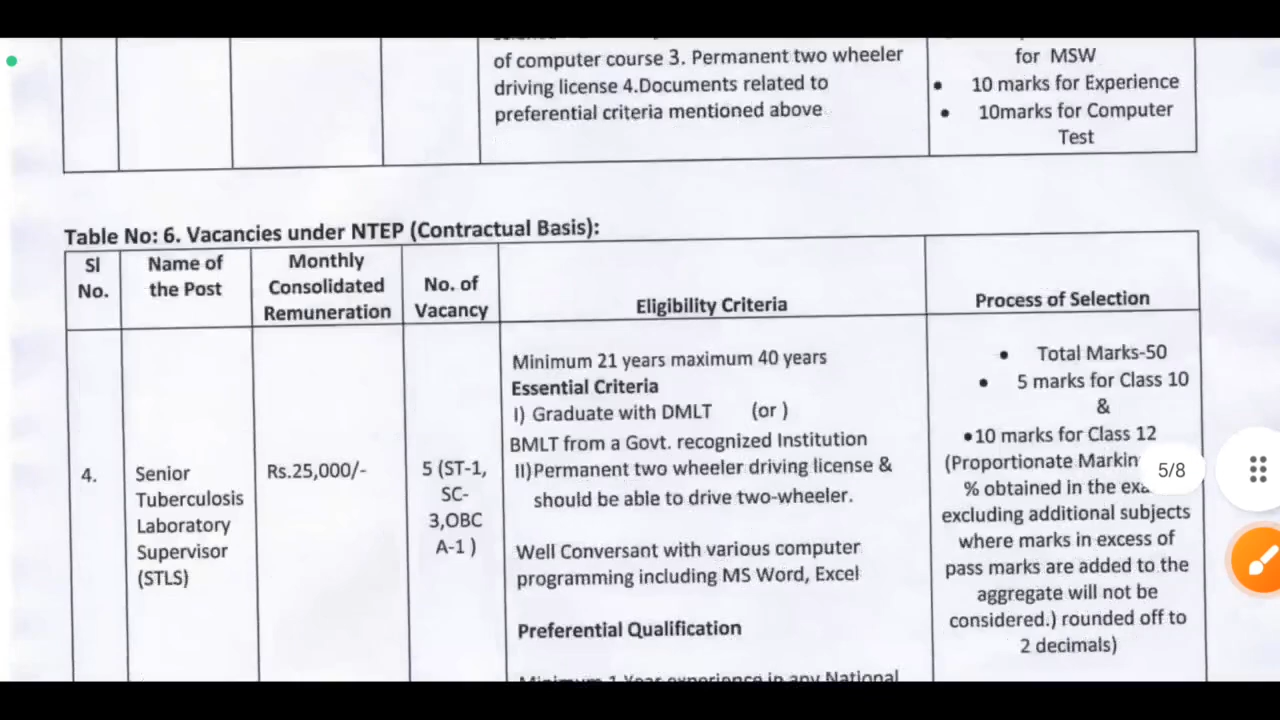 of computer course 3. Permanent two wheeler
driving license 4.Documents related to
preferential criteria mentioned above
for MSW
• 10 marks for Experience
• 10marks for Computer
Test
Table No: 6. Vacancies under NTEP (Contractual Basis):
Sl
No.
Name of
the Post
Monthly
Consolidated
Remuneration
No. of
Vacancy
Eligibility Criteria
Process of Selection
4.
Senior
Tuberculosis
Laboratory
Supervisor
(STLS)
Rs.25,000/-
5 (ST-1,
SC-
3,OBC
A-1 )
Minimum 21 years maximum 40 years
Essential Criteria
I) Graduate with DMLT (or )
BMLT from a Govt. recognized Institution
II)Permanent two wheeler driving license &
should be able to drive two-wheeler.
Well Conversant with various computer
programming including MS Word, Excel
Preferential Qualification
Minimum 1 Year experience in any National
• Total Marks-50
• 5 marks for Class 10
&
•10 marks for Class 12
(Proportionate
% obtained in the
excluding additional subjects
where marks in excess of
pass marks are added to the
aggregate will not be
considered.) rounded off to
2 decimals)
5/8